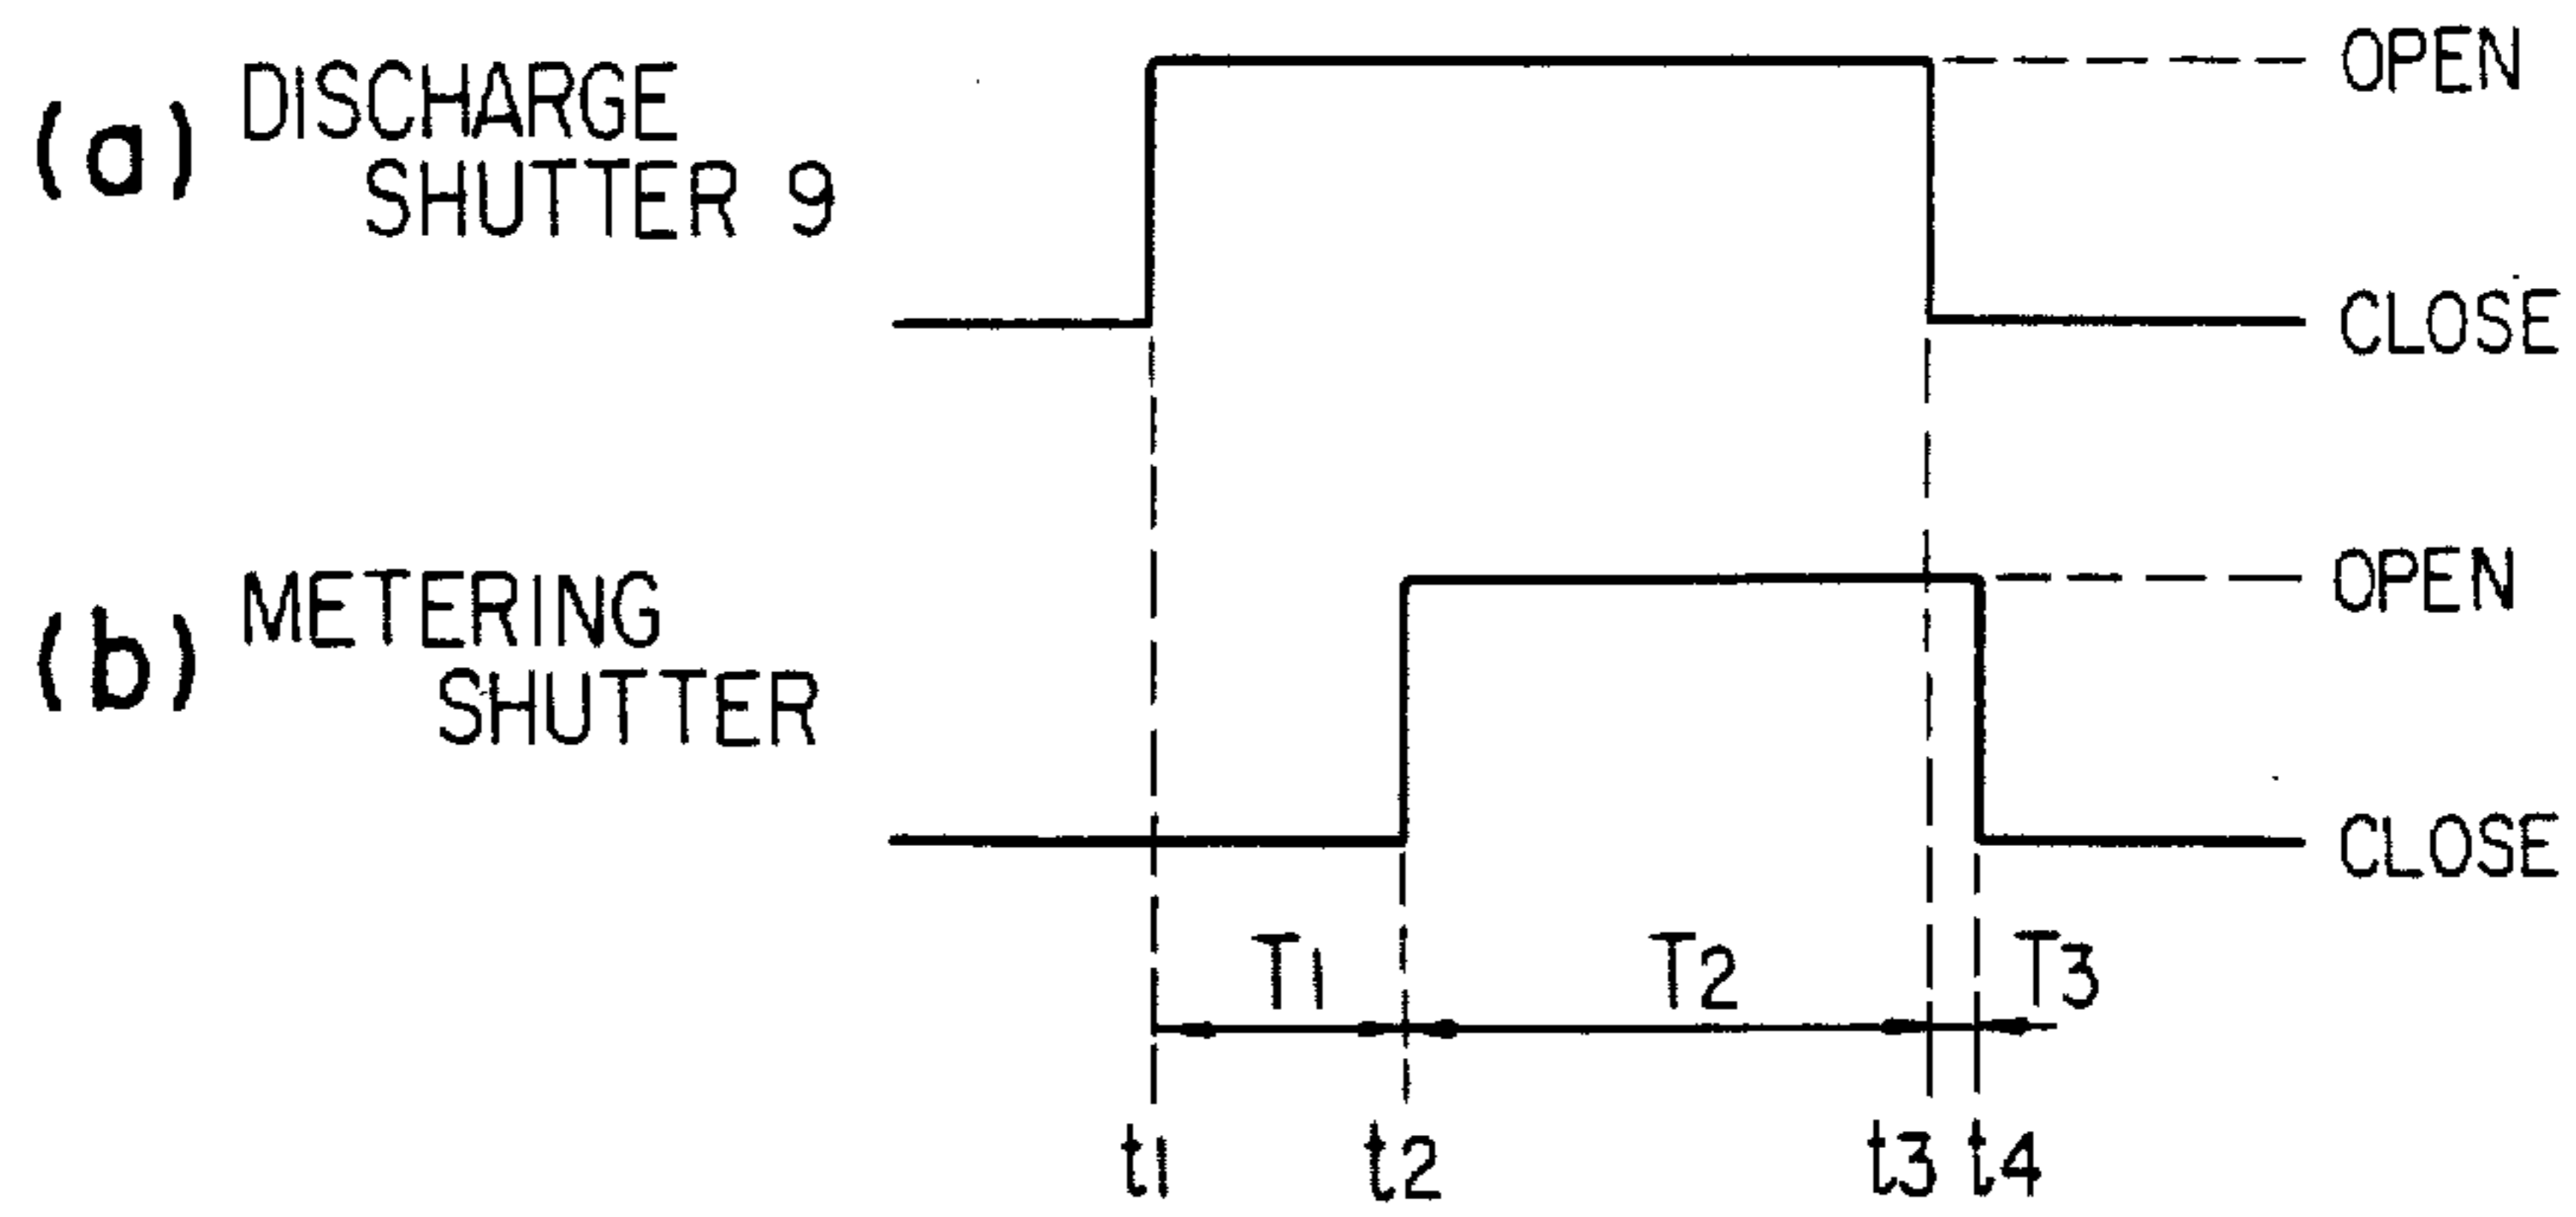 (a) DISCHARGE
SHUTTER 9
OPEN
CLOSE
(b) METERING
SHUTTER
OPEN
CLOSE
T1 T2 T3
t1 t2 t3 t4